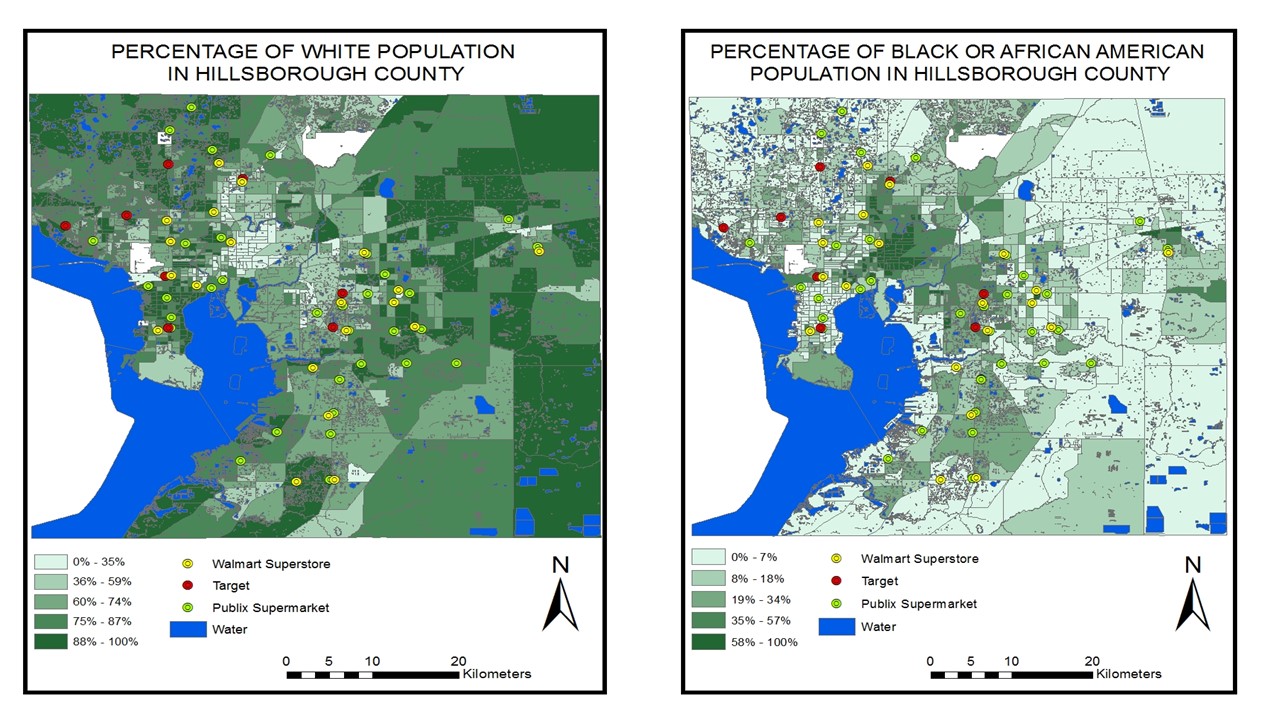 PERCENTAGE OF WHITE POPULATION
IN HILLSBOROUGH COUNTY
0% - 35%
36% - 59%
60% - 74%
75% - 87%
88% - 100%
Walmart Superstore
Target
Publix Supermarket
Water
N
0 5 10 20
Kilometers
PERCENTAGE OF BLACK OR AFRICAN AMERICAN
POPULATION IN HILLSBOROUGH COUNTY
0% - 7%
8% - 18%
19% - 34%
35% - 57%
58% - 100%
Walmart Superstore
Target
Publix Supermarket
Water
N
0 5 10 20
Kilometers